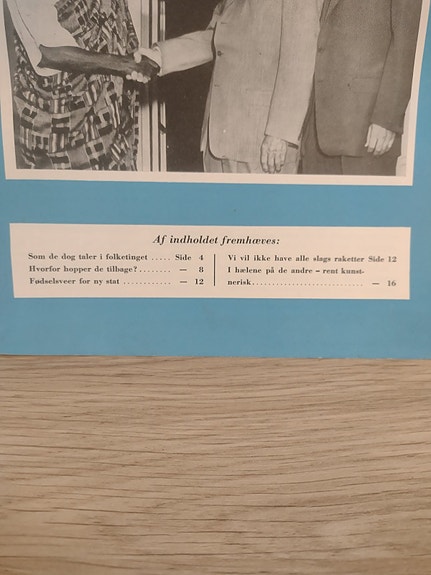 Af indholdet fremhæves:
Som de dog taler i folketinget ..... Side 4
Hvorfor hopper de tilbage? ........ — 8
Fødselsveer for ny stat ............ — 12
Vi vil ikke have alle slags raketter Side 12
I hælene på de andre – rent kunst-
nerisk ............................ — 16